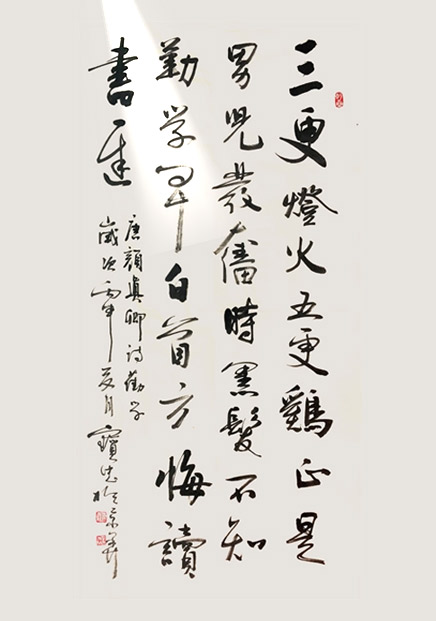 三更燈火五更鷄正是
男兒發奮時黑髮不知
勤学早白首方悔讀
書遲
唐顏真卿詩勸学
歲次丙申夏月寶忠於京華